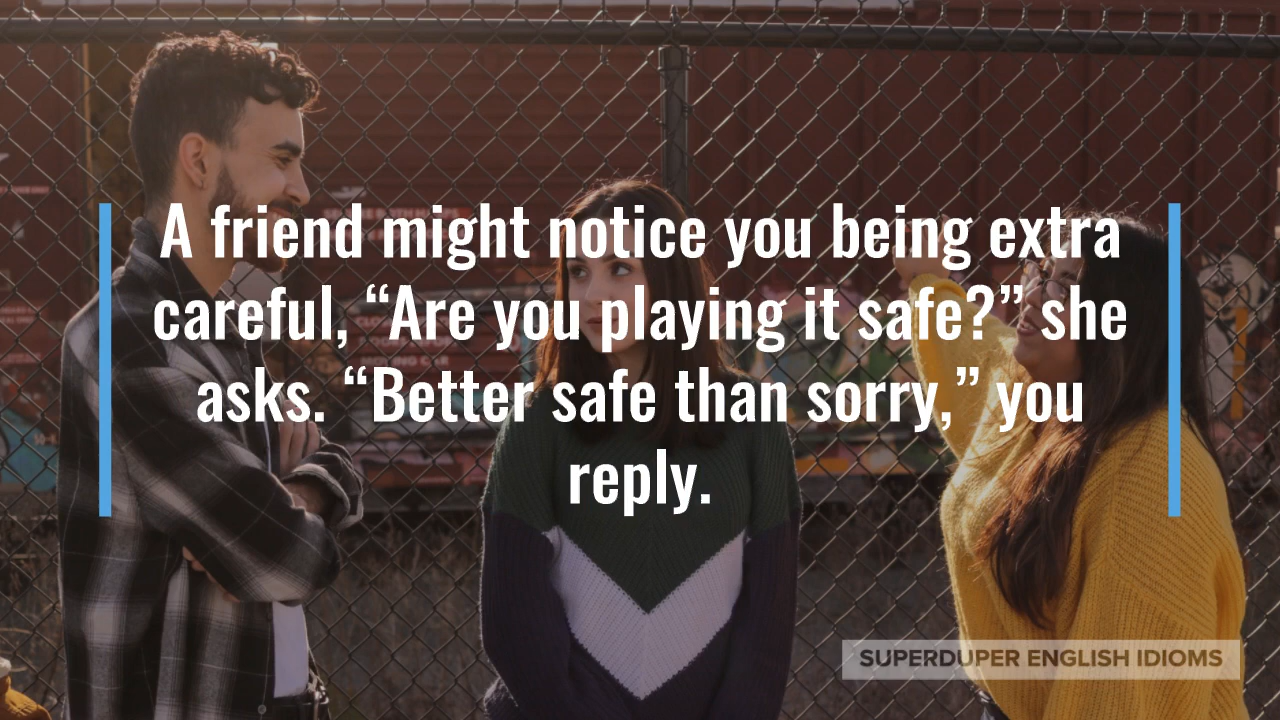 A friend might notice you being extra
careful, “Are you playing it safe?” she
asks. “Better safe than sorry,” you
reply.
SUPERDUPER ENGLISH IDIOMS